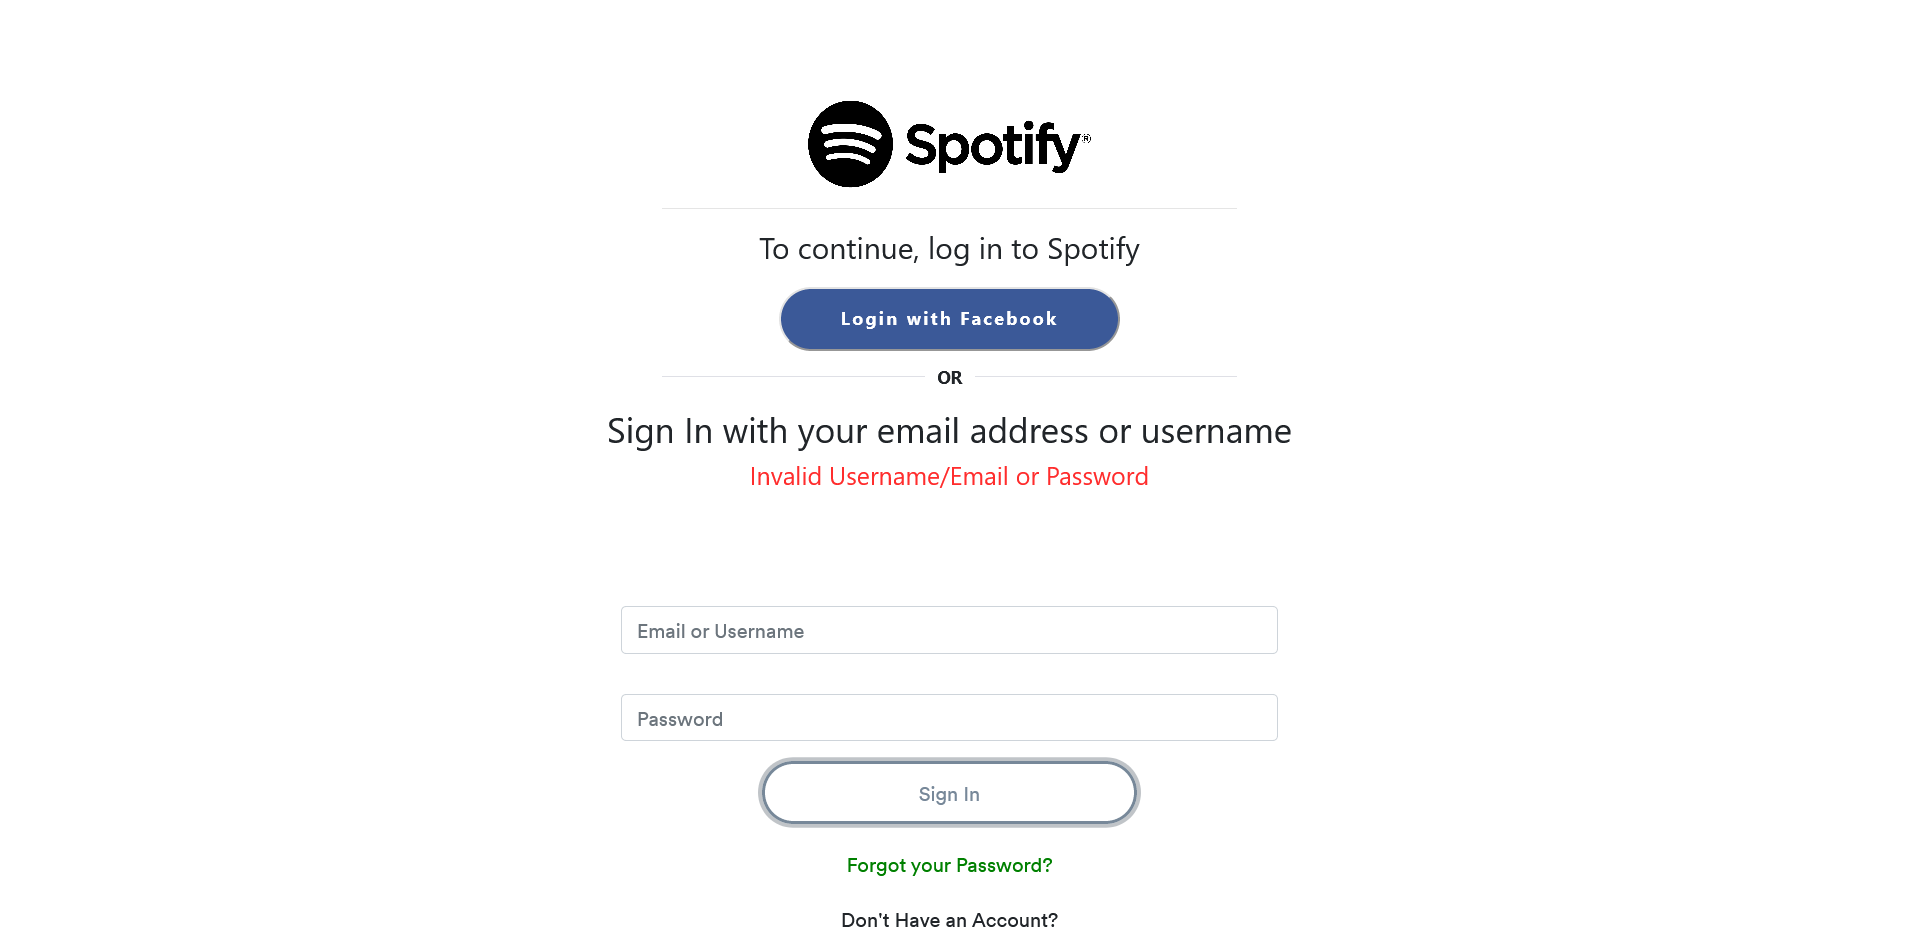 Spotify®
To continue, log in to Spotify
Login with Facebook
OR
Sign In with your email address or username
Invalid Username/Email or Password
Email or Username
Password
Sign In
Forgot your Password?
Don't Have an Account?